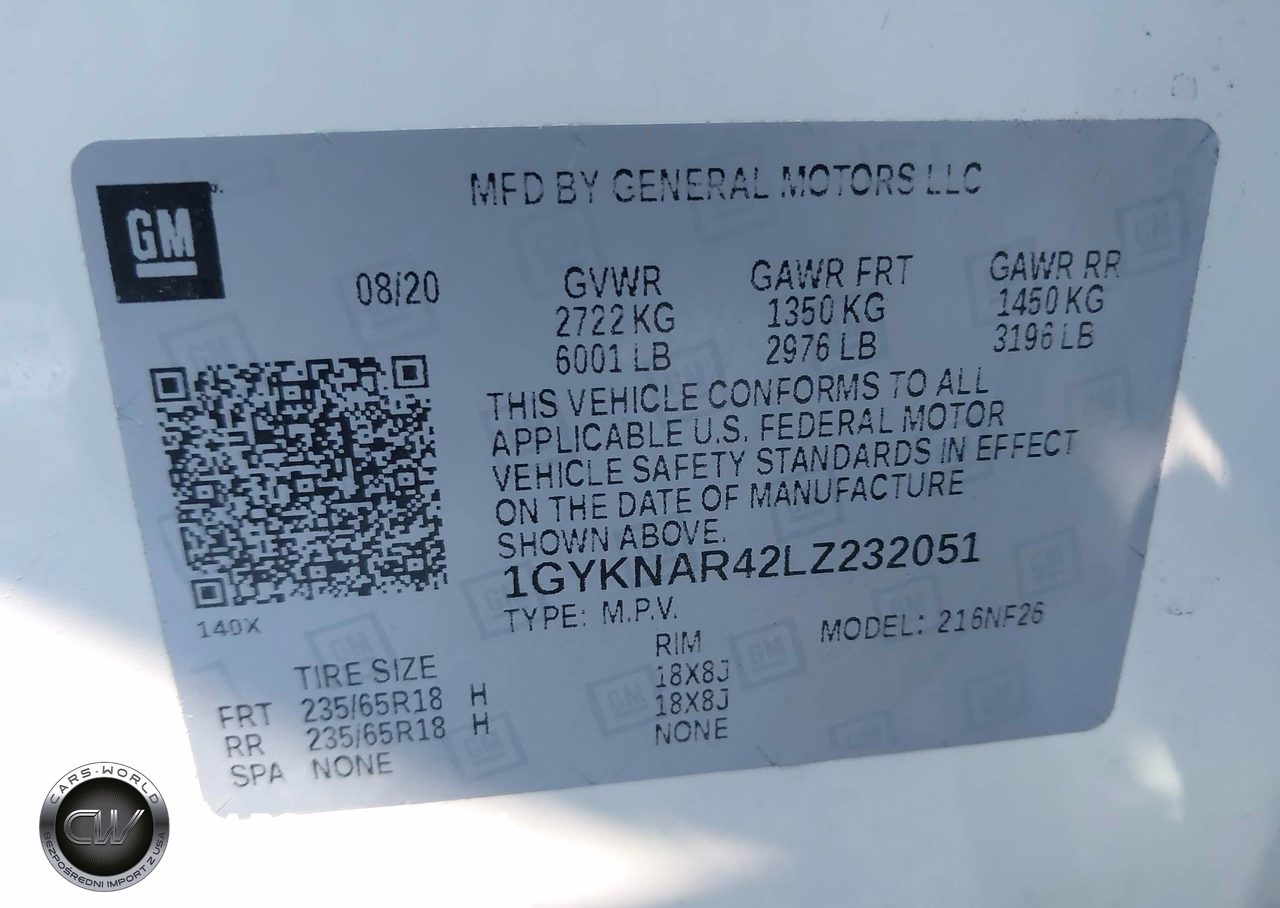 GM
MFD BY GENERAL MOTORS LLC
08/20
GVWR GAWR FRT GAWR RR
2722 KG 1350 KG 1450 KG
6001 LB 2976 LB 3196 LB
THIS VEHICLE CONFORMS TO ALL
APPLICABLE U.S. FEDERAL MOTOR
VEHICLE SAFETY STANDARDS IN EFFECT
ON THE DATE OF MANUFACTURE
SHOWN ABOVE.
1GYKNAR42LZ232051
140X
TYPE: M.P.V. MODEL: 216NF26
TIRE SIZE RIM
FRT 235/65R18 H 18X8J
RR 235/65R18 H 18X8J
SPA NONE NONE
CARS-WORLD
CW
BEZPOŚREDNI IMPORT Z USA